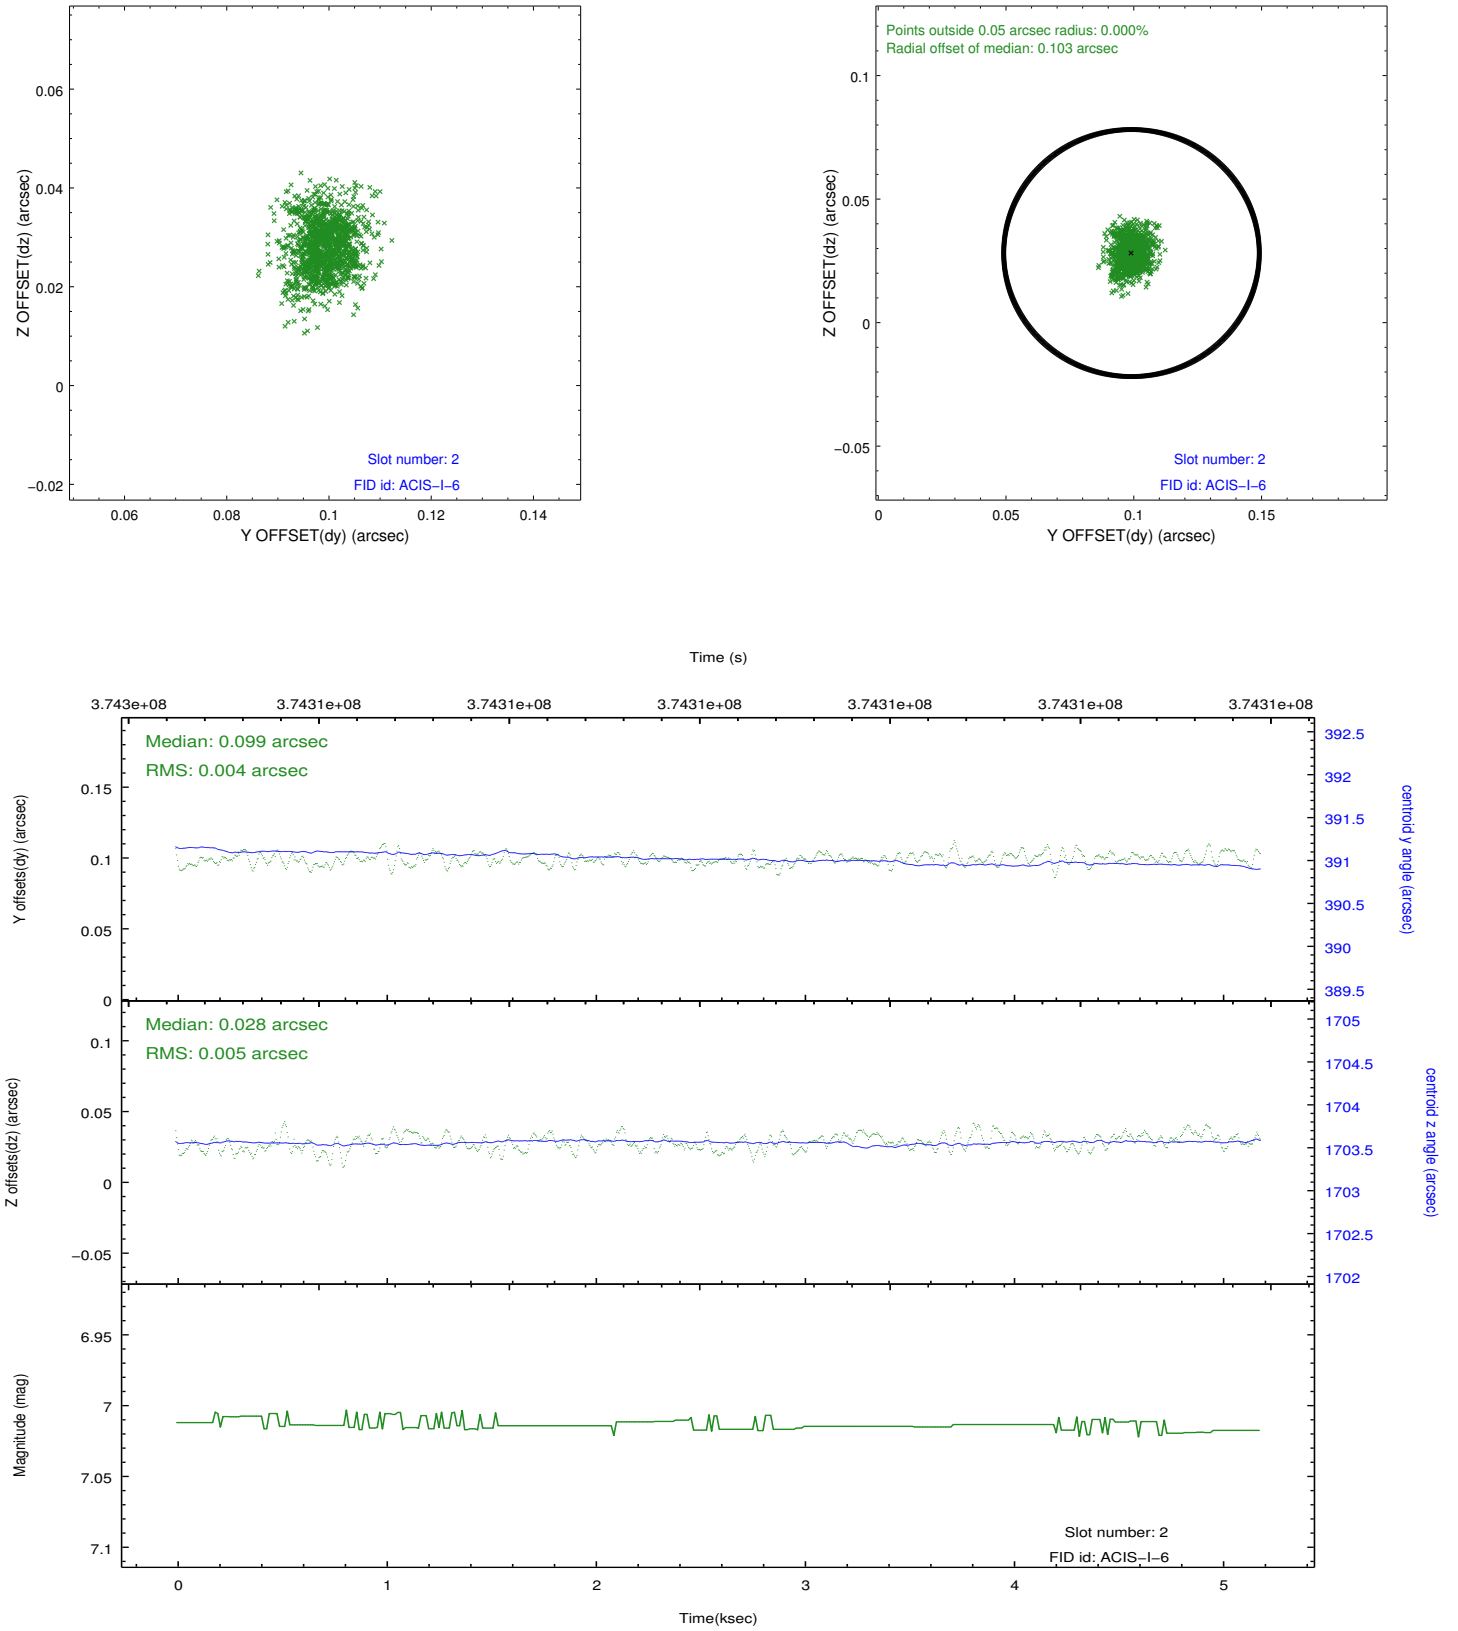 0.06
0.04
0.02
0
−0.02
Z OFFSET(dz) (arcsec)
Slot number: 2
FID id: ACIS−I−6
0.06 0.08 0.1 0.12 0.14
Y OFFSET(dy) (arcsec)
Points outside 0.05 arcsec radius: 0.000%
Radial offset of median: 0.103 arcsec
0.1
0.05
0
−0.05
Z OFFSET(dz) (arcsec)
Slot number: 2
FID id: ACIS−I−6
0 0.05 0.1 0.15
Y OFFSET(dy) (arcsec)
Time (s)
3.743e+08 3.7431e+08 3.7431e+08 3.7431e+08 3.7431e+08 3.7431e+08 3.7431e+08
Median: 0.099 arcsec
RMS: 0.004 arcsec
0.15
0.1
0.05
0
Y offsets(dy) (arcsec)
392.5
392
391.5
391
390.5
390
389.5
centroid y angle (arcsec)
Median: 0.028 arcsec
RMS: 0.005 arcsec
0.1
0.05
0
−0.05
Z offsets(dz) (arcsec)
1705
1704.5
1704
1703.5
1703
1702.5
1702
centroid z angle (arcsec)
6.95
7
7.05
7.1
Magnitude (mag)
Slot number: 2
FID id: ACIS−I−6
0 1 2 3 4 5
Time(ksec)